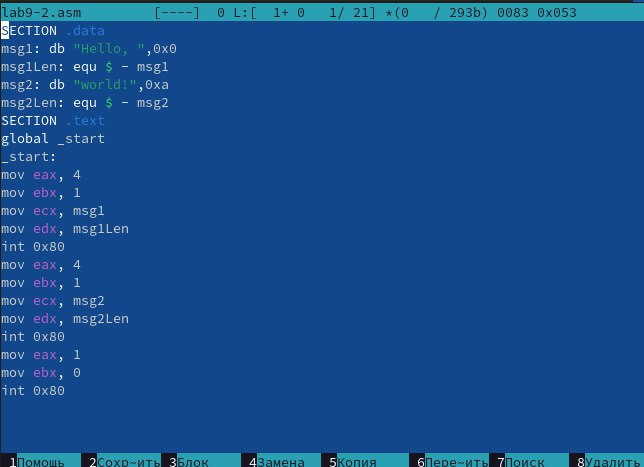 lab9-2.asm [----] 0 L:[ 1+ 0 1/ 21] *(0 / 293b) 0083 0x053
SECTION .data
msg1: db "Hello, ",0x0
msg1Len: equ $ - msg1
msg2: db "world!",0xa
msg2Len: equ $ - msg2
SECTION .text
global _start
_start:
mov eax, 4
mov ebx, 1
mov ecx, msg1
mov edx, msg1Len
int 0x80
mov eax, 4
mov ebx, 1
mov ecx, msg2
mov edx, msg2Len
int 0x80
mov eax, 1
mov ebx, 0
int 0x80
1Помощь 2Сохр~ить 3Блок 4Замена 5Копия 6Пере~ить 7Поиск 8Удалить